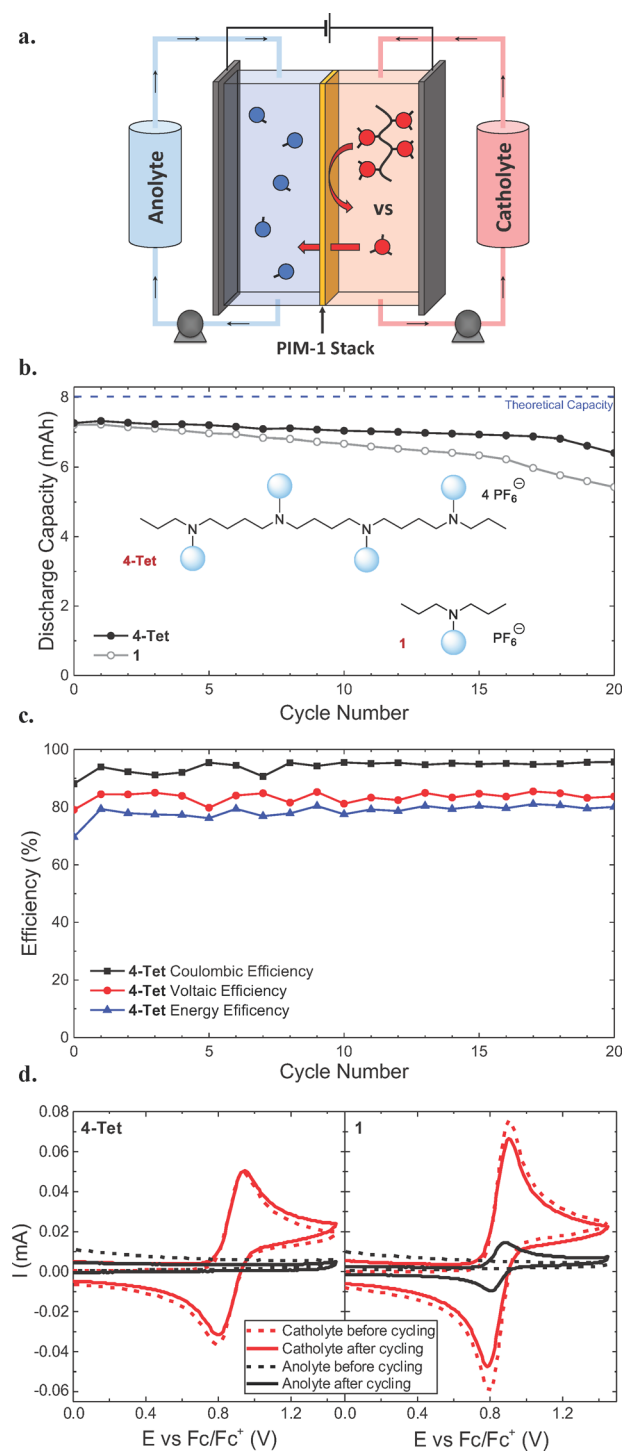 a.
Anolyte
Catholyte
vs
PIM-1 Stack
b.
Discharge Capacity (mAh)
8
6
4
2
0
Theoretical Capacity
4 PF6⊖
N
N
N
N
4-Tet
N
1
PF6⊖
4-Tet
1
0
5
10
15
20
Cycle Number
c.
Efficiency (%)
100
80
60
40
20
0
4-Tet Coulombic Efficiency
4-Tet Voltaic Efficiency
4-Tet Energy Efificency
0
5
10
15
20
Cycle Number
d.
I (mA)
0.08
0.06
0.04
0.02
0.00
-0.02
-0.04
-0.06
4-Tet
1
Catholyte before cycling
Catholyte after cycling
Anolyte before cycling
Anolyte after cycling
0.0
0.4
0.8
1.2
0.0
0.4
0.8
1.2
E vs Fc/Fc+ (V)
E vs Fc/Fc+ (V)